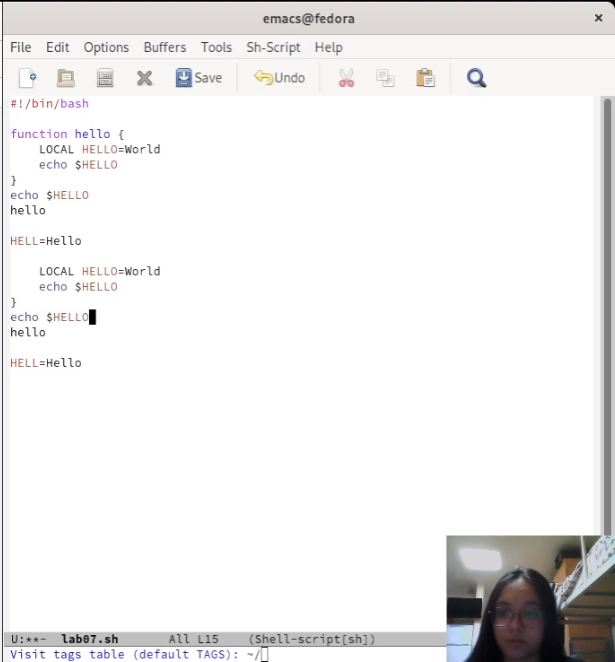 emacs@fedora
File Edit Options Buffers Tools Sh-Script Help
Save Undo
#!/bin/bash
function hello {
LOCAL HELLO=World
echo $HELLO
}
echo $HELLO
hello
HELL=Hello
LOCAL HELLO=World
echo $HELLO
}
echo $HELLO
hello
HELL=Hello
U:**- lab07.sh All L15 (Shell-script[sh])
Visit tags table (default TAGS): ~/